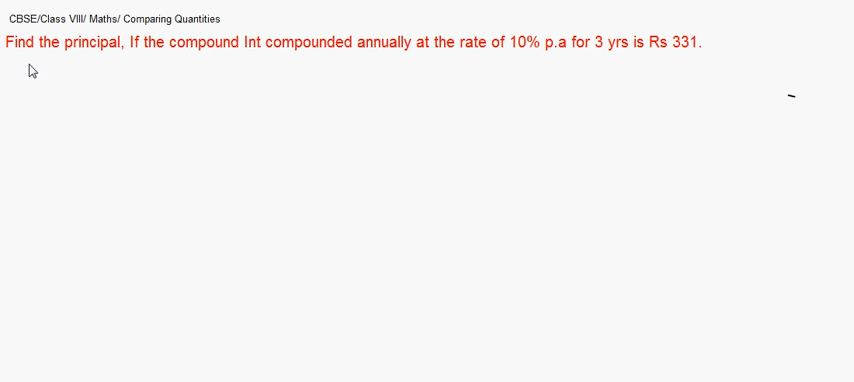 CBSE/Class VIII/ Maths/ Comparing Quantities
Find the principal, If the compound Int compounded annually at the rate of 10% p.a for 3 yrs is Rs 331.